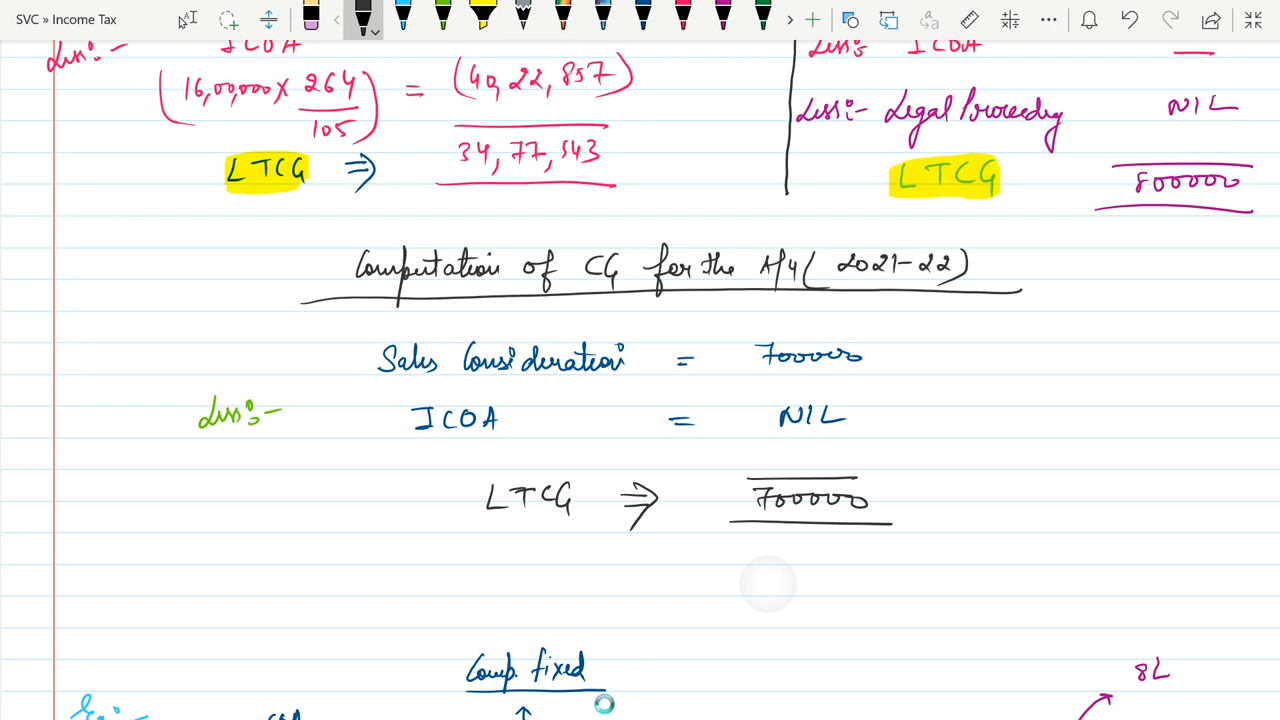 SVC » Income Tax
Less:- ICOA
(16,00,000 x 264/105) = (40,22,857)
34,77,143
LTCG ⇒
Less:- ICOA —
Less:- Legal Proceeding NIL
LTCG 800000
Computation of CG for the A/Y (2021-22)
Sales Consideration = 700000
Less:- ICOA = NIL
LTCG ⇒ 700000
Comp. fixed
8L
Eg:-